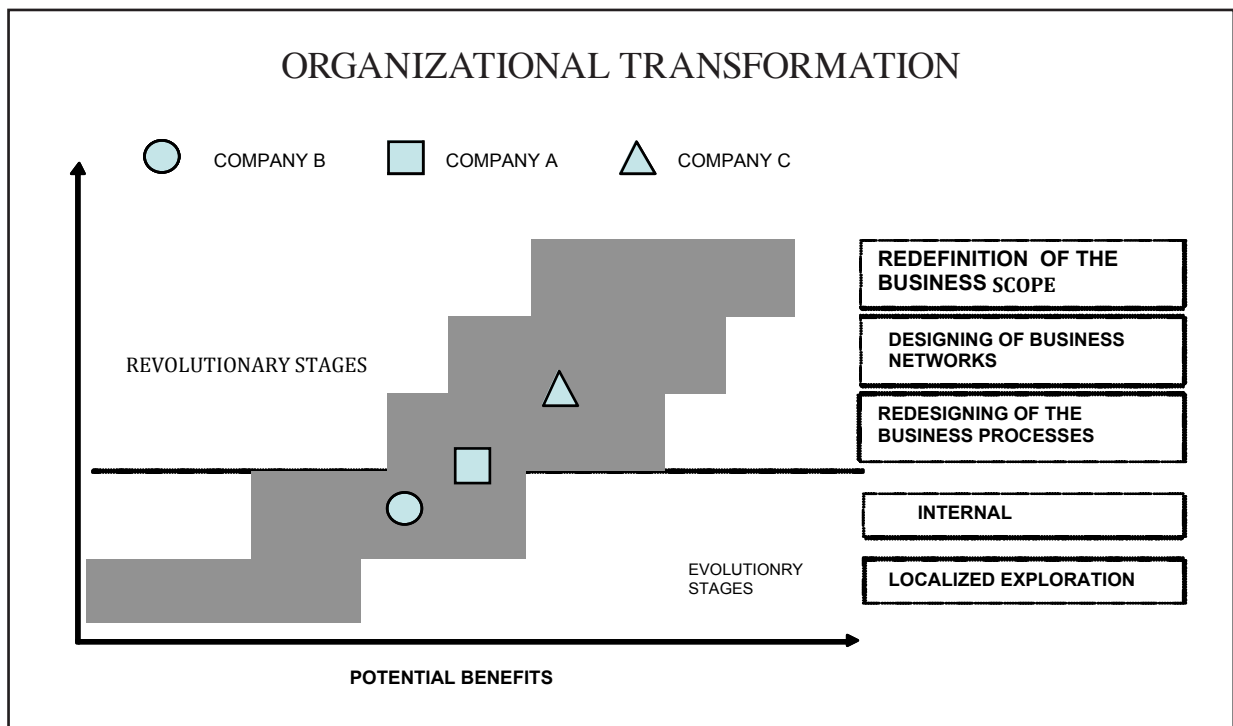 ORGANIZATIONAL TRANSFORMATION
COMPANY B
COMPANY A
COMPANY C
REDEFINITION OF THE
BUSINESS SCOPE
DESIGNING OF BUSINESS
NETWORKS
REVOLUTIONARY STAGES
REDESIGNING OF THE
BUSINESS PROCESSES
INTERNAL
EVOLUTIONRY
STAGES
LOCALIZED EXPLORATION
POTENTIAL BENEFITS